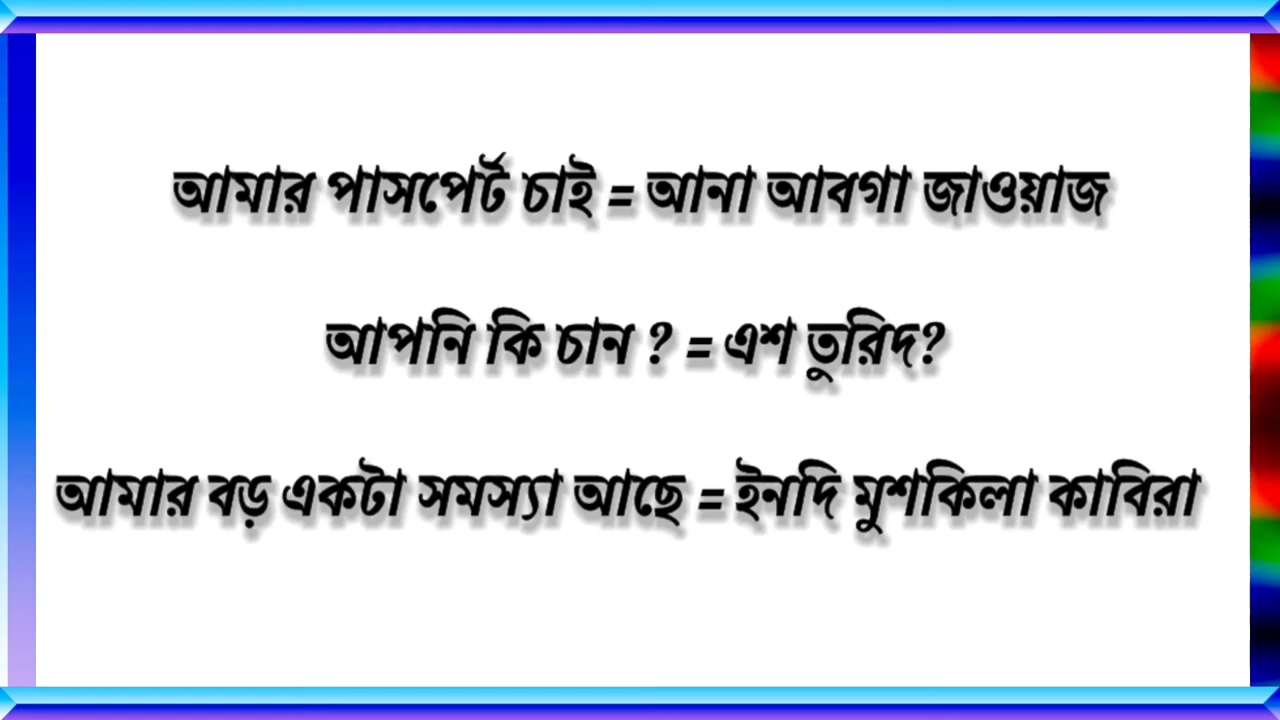 আমার পাসপের্ট চাই = আনা আবগা জাওয়াজ
আপনি কি চান ? = এশ তুরিদ?
আমার বড় একটা সমস্যা আছে = ইনদি মুশকিলা কাবিরা